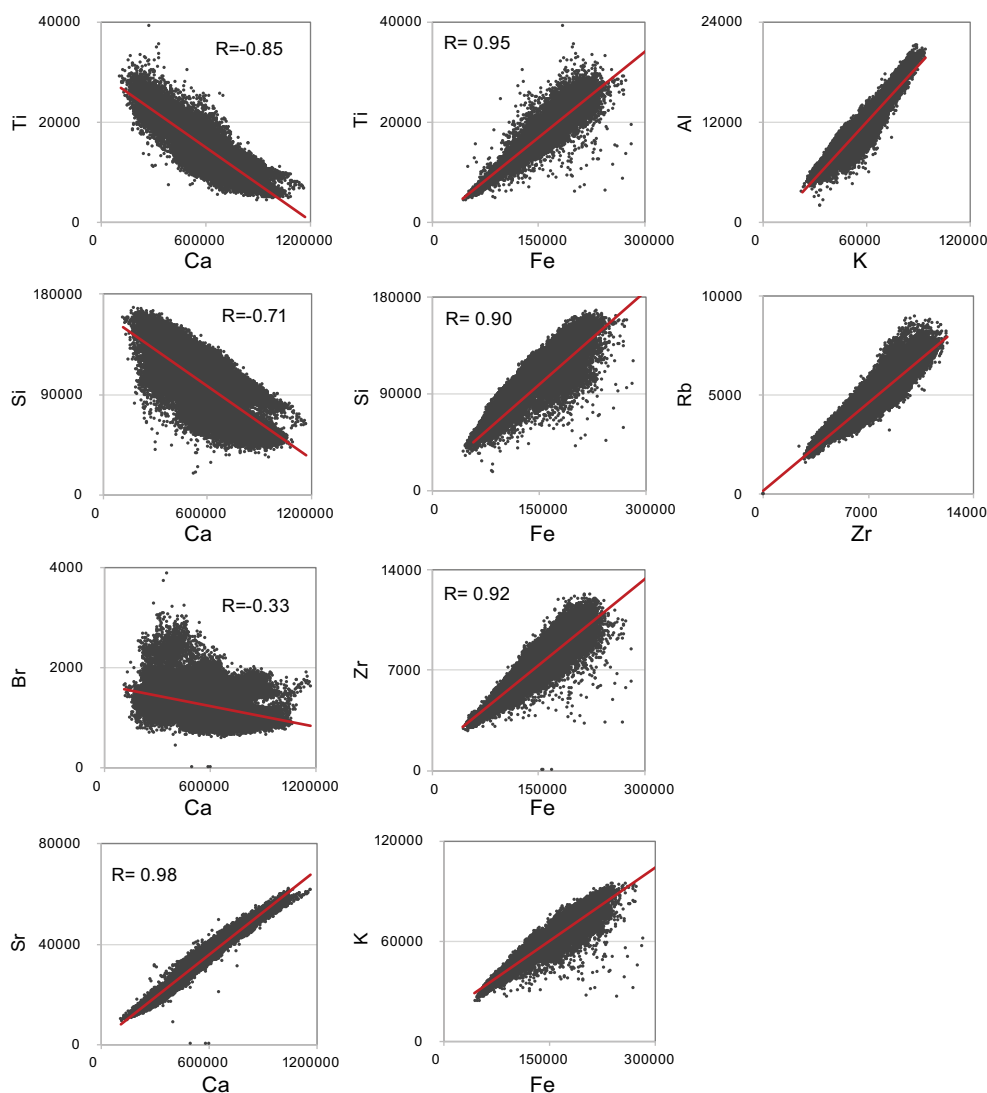 40000
R=-0.85
Ti
20000
0
0 600000 1200000
Ca
40000
R= 0.95
Ti
20000
0
0 150000 300000
Fe
24000
Al
12000
0
0 60000 120000
K
180000
R=-0.71
Si
90000
0
0 600000 1200000
Ca
180000
R= 0.90
Si
90000
0
0 150000 300000
Fe
10000
Rb
5000
0
0 7000 14000
Zr
4000
R=-0.33
Br
2000
0
0 600000 1200000
Ca
14000
R= 0.92
Zr
7000
0
0 150000 300000
Fe
80000
R= 0.98
Sr
40000
0
0 600000 1200000
Ca
120000
K
60000
0
0 150000 300000
Fe